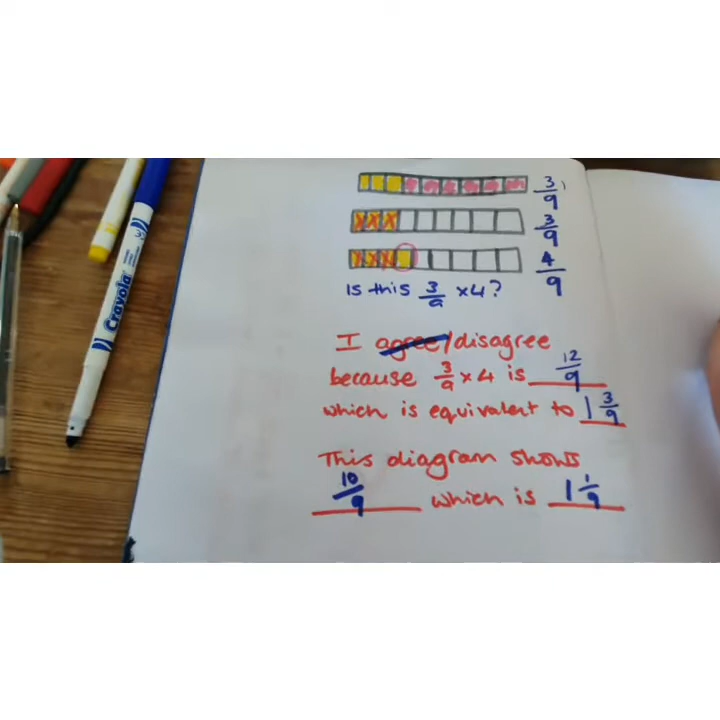 3/9
3/9
4/9
Is this 3/9 ×4?
I agree/disagree
because 3/9 ×4 is 12/9
which is equivalent to 1 3/9
This diagram shows
10/9 which is 1 1/9
Crayola